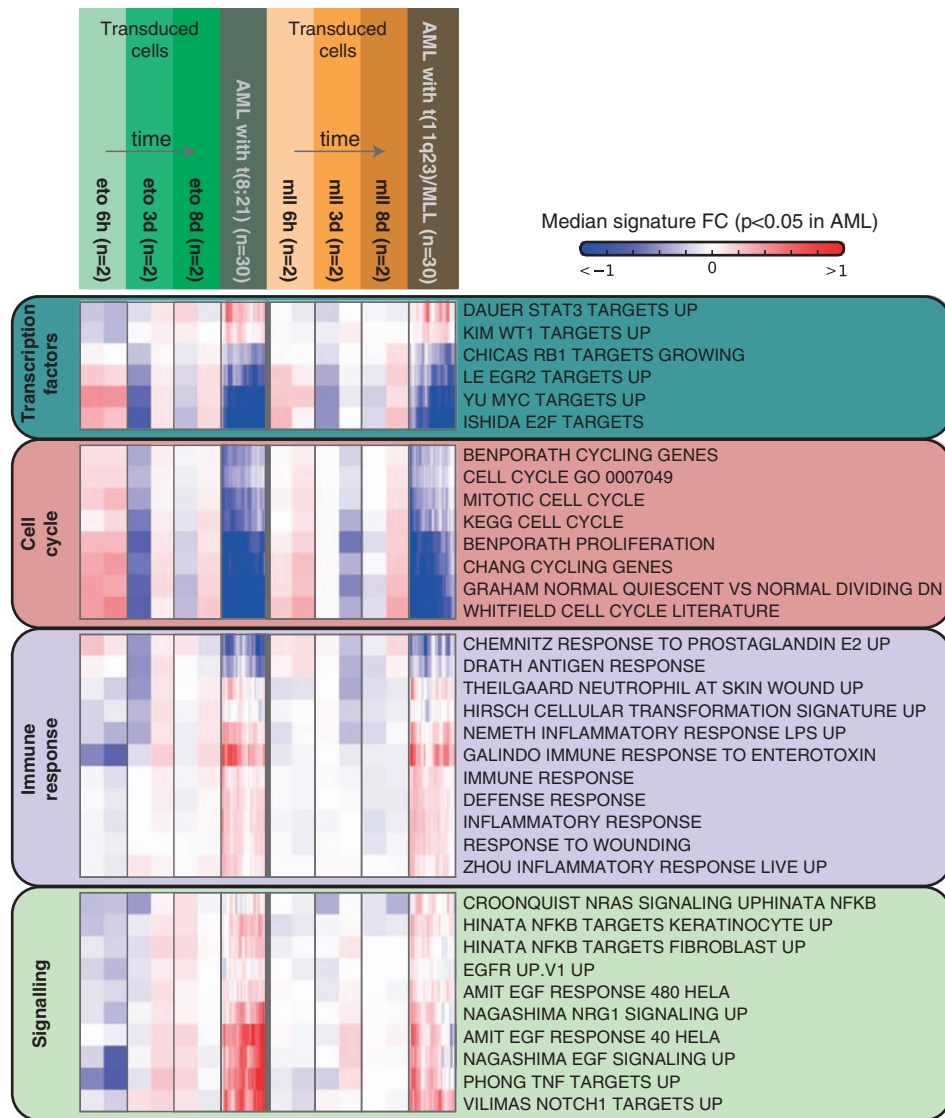 Transduced
cells
Transduced
cells
time
time
eto 6h (n=2)
eto 3d (n=2)
eto 8d (n=2)
AML with t(8;21) (n=30)
mll 6h (n=2)
mll 3d (n=2)
mll 8d (n=2)
AML with t(11q23)/MLL (n=30)
Median signature FC (p<0.05 in AML)
<−1 0 >1
Transcription
factors
DAUER STAT3 TARGETS UP
KIM WT1 TARGETS UP
CHICAS RB1 TARGETS GROWING
LE EGR2 TARGETS UP
YU MYC TARGETS UP
ISHIDA E2F TARGETS
Cell
cycle
BENPORATH CYCLING GENES
CELL CYCLE GO 0007049
MITOTIC CELL CYCLE
KEGG CELL CYCLE
BENPORATH PROLIFERATION
CHANG CYCLING GENES
GRAHAM NORMAL QUIESCENT VS NORMAL DIVIDING DN
WHITFIELD CELL CYCLE LITERATURE
Immune
response
CHEMNITZ RESPONSE TO PROSTAGLANDIN E2 UP
DRATH ANTIGEN RESPONSE
THEILGAARD NEUTROPHIL AT SKIN WOUND UP
HIRSCH CELLULAR TRANSFORMATION SIGNATURE UP
NEMETH INFLAMMATORY RESPONSE LPS UP
GALINDO IMMUNE RESPONSE TO ENTEROTOXIN
IMMUNE RESPONSE
DEFENSE RESPONSE
INFLAMMATORY RESPONSE
RESPONSE TO WOUNDING
ZHOU INFLAMMATORY RESPONSE LIVE UP
Signalling
CROONQUIST NRAS SIGNALING UPHINATA NFKB
HINATA NFKB TARGETS KERATINOCYTE UP
HINATA NFKB TARGETS FIBROBLAST UP
EGFR UP.V1 UP
AMIT EGF RESPONSE 480 HELA
NAGASHIMA NRG1 SIGNALING UP
AMIT EGF RESPONSE 40 HELA
NAGASHIMA EGF SIGNALING UP
PHONG TNF TARGETS UP
VILIMAS NOTCH1 TARGETS UP